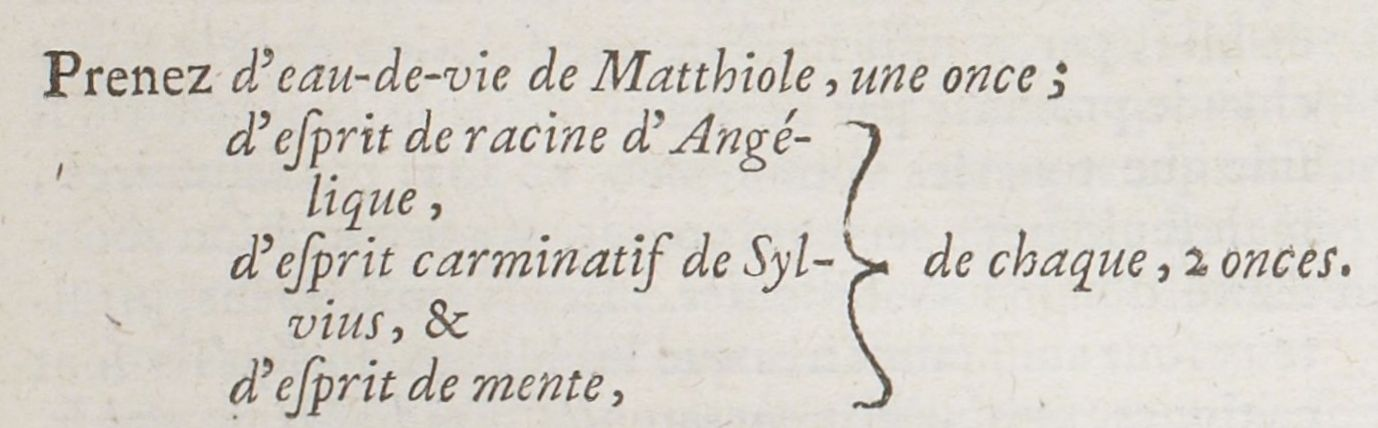 Prenez d'eau-de-vie de Matthiole, une once;
d'eſprit de racine d'Angé-
lique,
d'eſprit carminatif de Syl- de chaque, 2 onces.
vius, &
d'eſprit de mente,